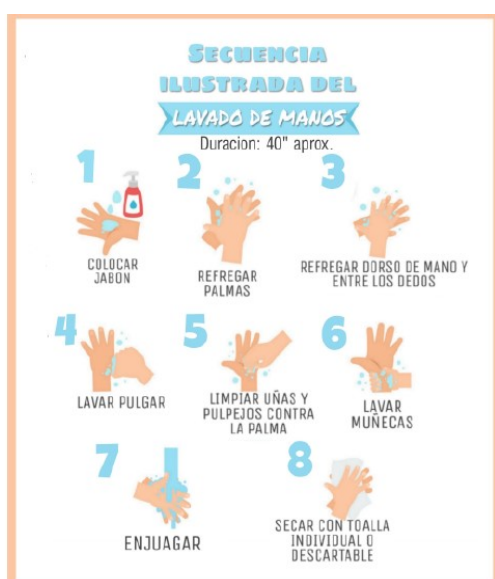 SECUENCIA
ILUSTRADA DEL
LAVADO DE MANOS
Duracion: 40" aprox.
1
COLOCAR
JABON
2
REFREGAR
PALMAS
3
REFREGAR DORSO DE MANO Y
ENTRE LOS DEDOS
4
LAVAR PULGAR
5
LIMPIAR UÑAS Y
PULPEJOS CONTRA
LA PALMA
6
LAVAR
MUÑECAS
7
ENJUAGAR
8
SECAR CON TOALLA
INDIVIDUAL O
DESCARTABLE